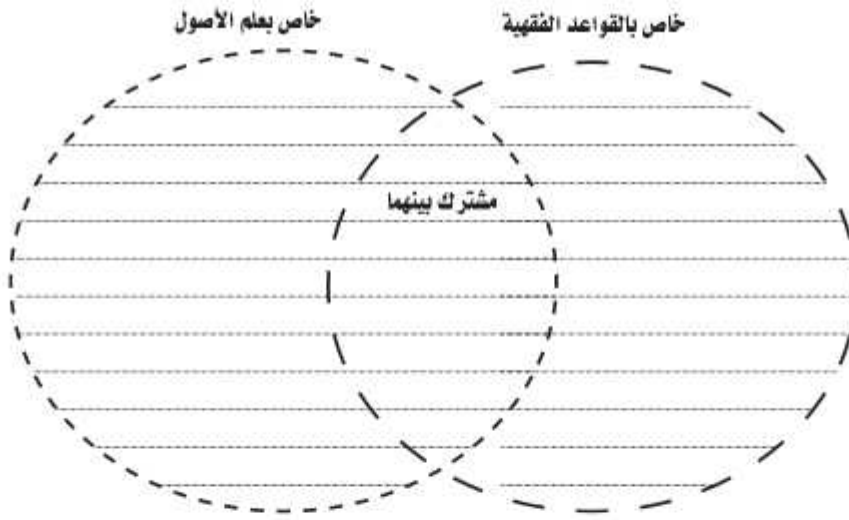 خاص بالقواعد الفقهية
خاص بعلم الأصول
مشترك بينهما